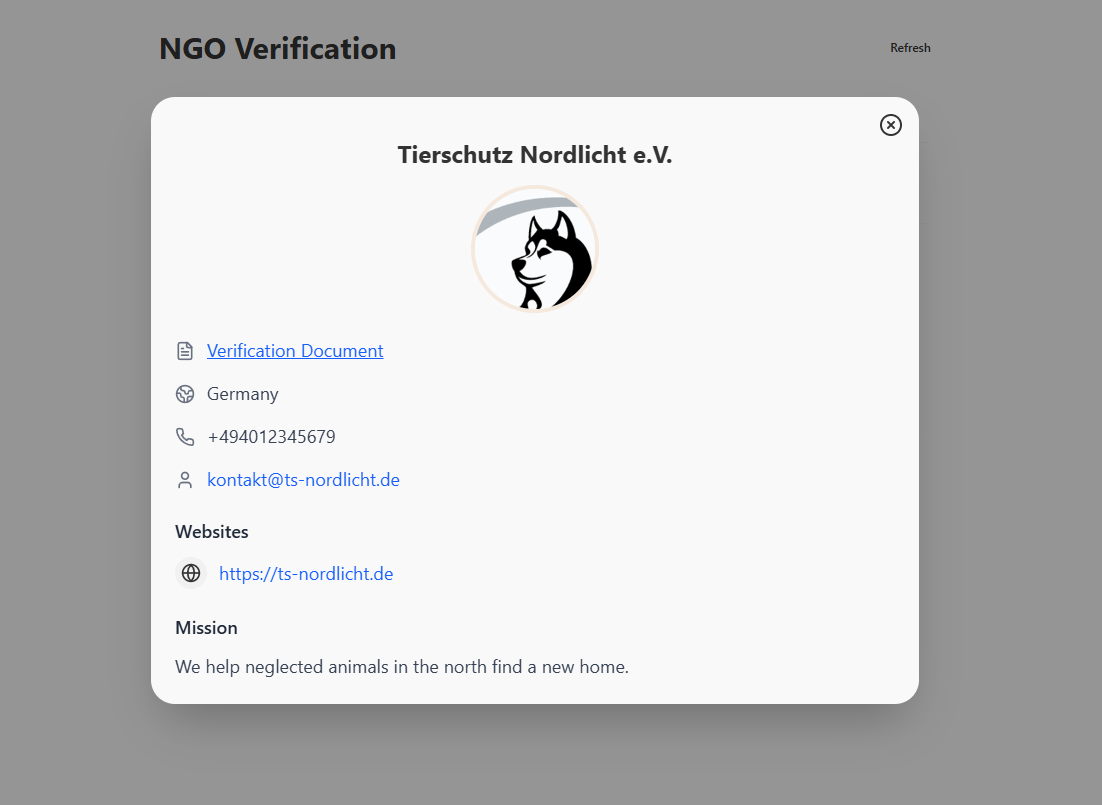 NGO Verification
Refresh
Tierschutz Nordlicht e.V.
Verification Document
Germany
+494012345679
kontakt@ts-nordlicht.de
Websites
https://ts-nordlicht.de
Mission
We help neglected animals in the north find a new home.